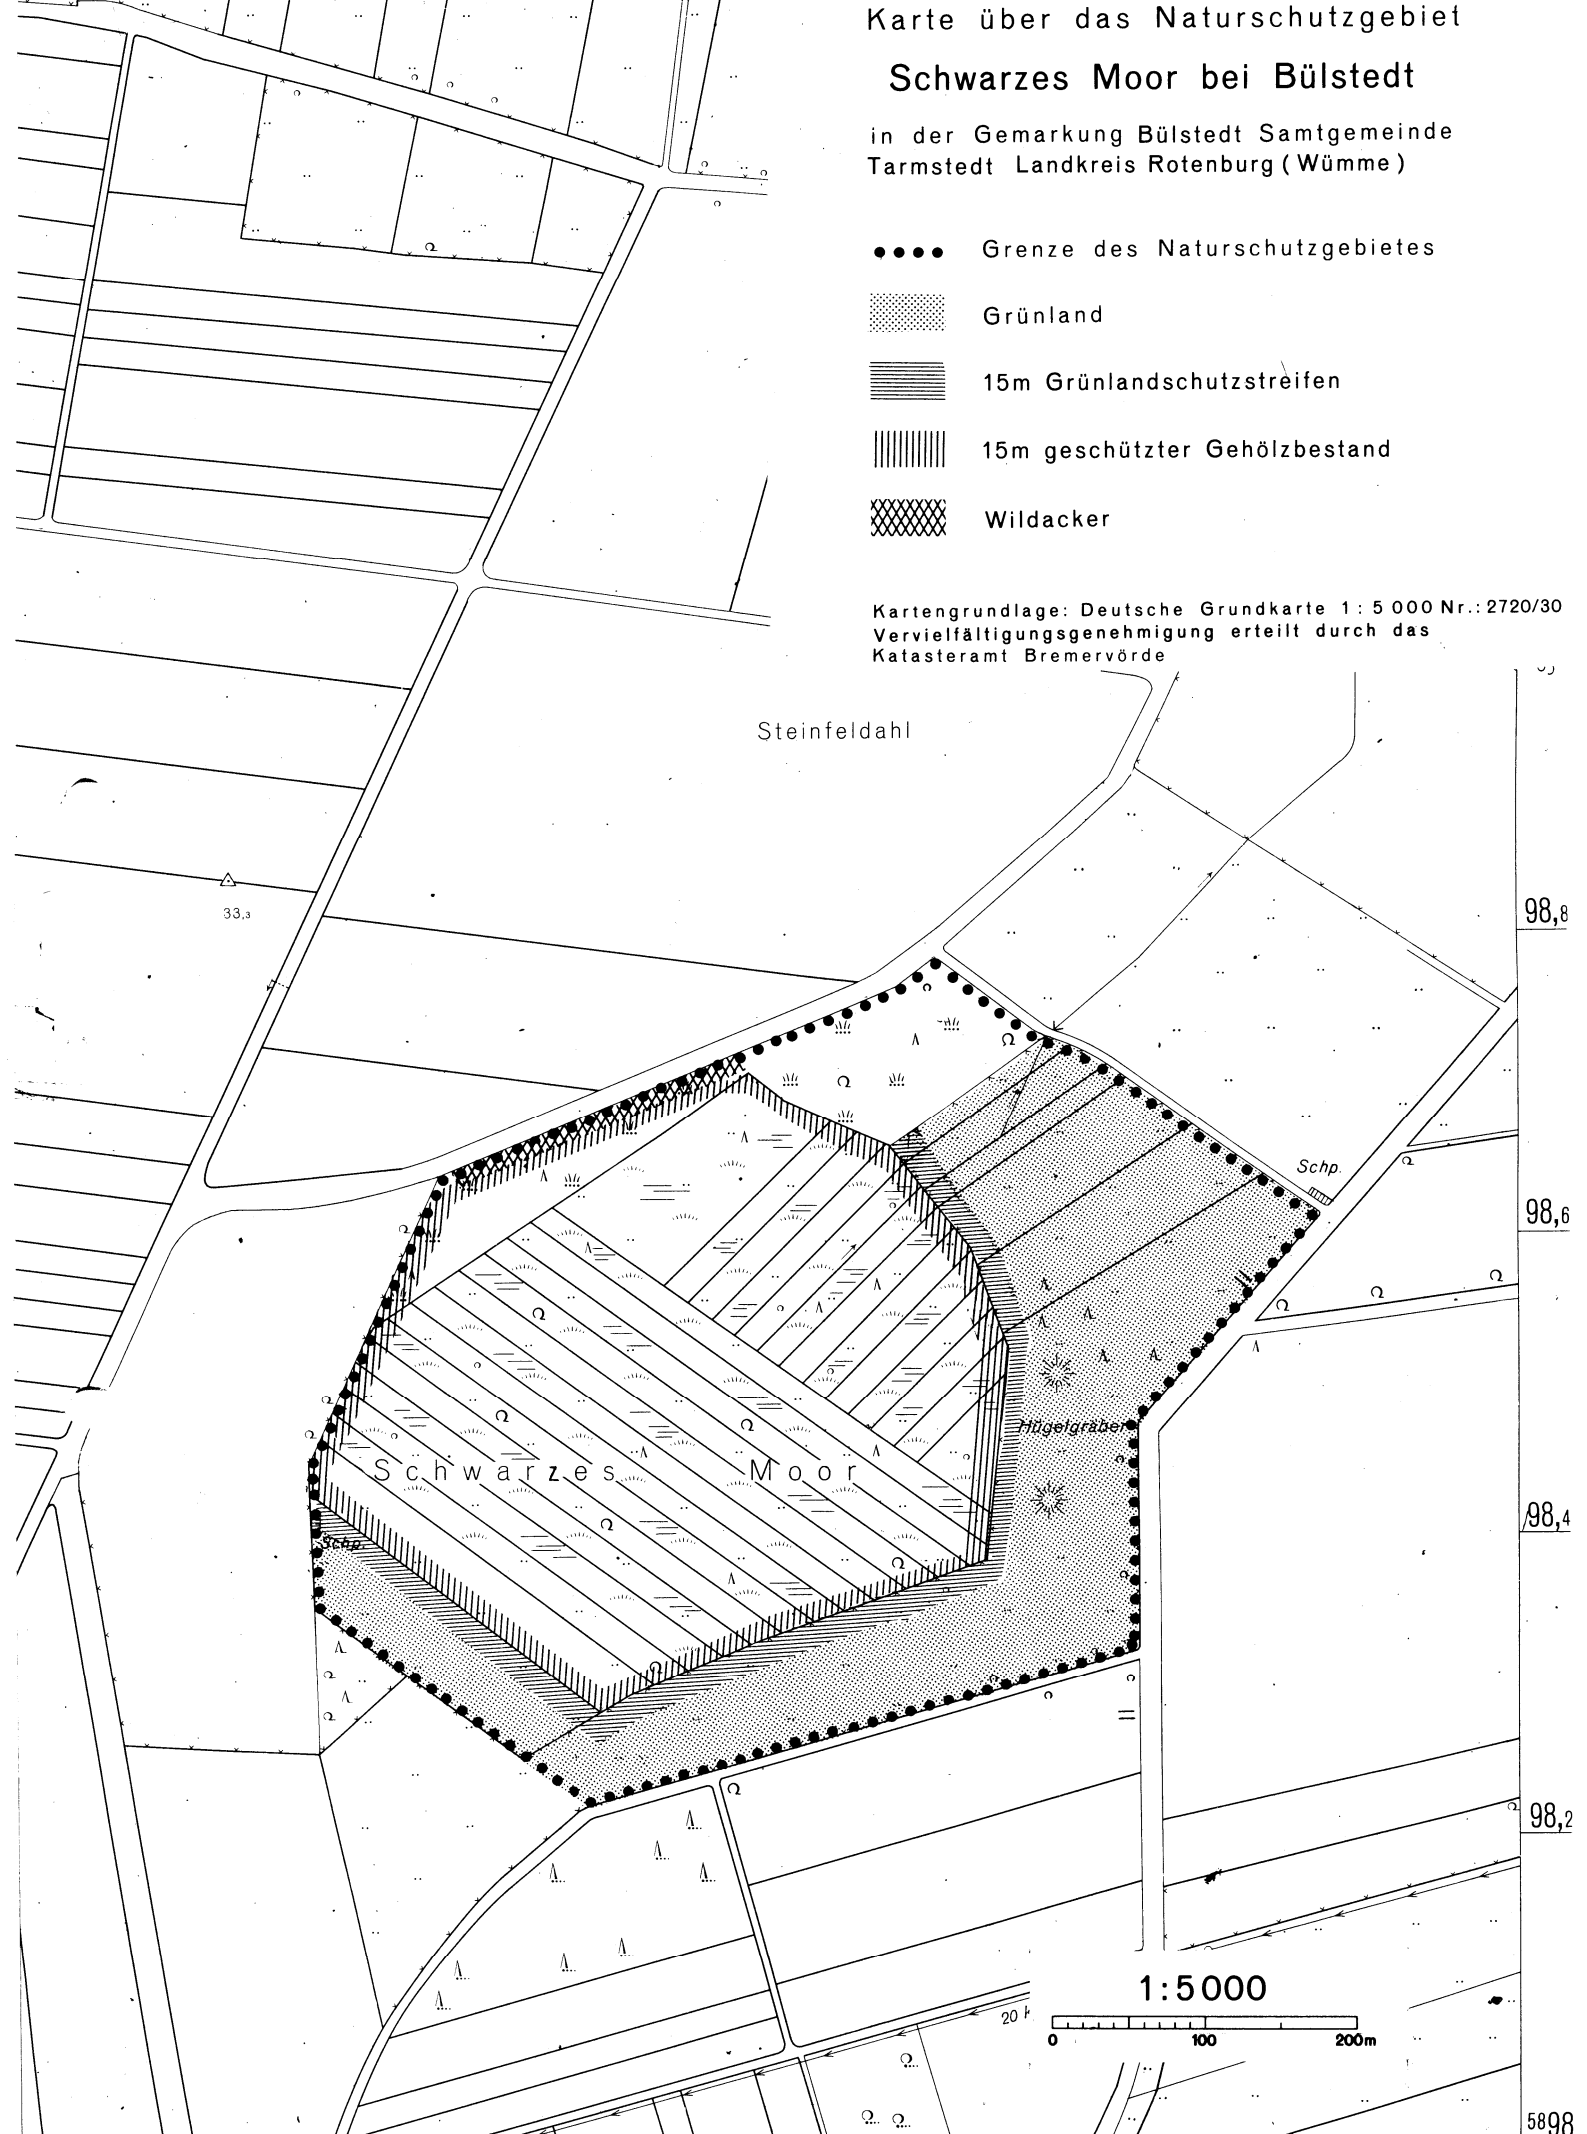 Karte über das Naturschutzgebiet
Schwarzes Moor bei Bülstedt
in der Gemarkung Bülstedt Samtgemeinde
Tarmstedt Landkreis Rotenburg (Wümme)
Grenze des Naturschutzgebietes
Grünland
15m Grünlandschutzstreifen
15m geschützter Gehölzbestand
Wildacker
Kartengrundlage: Deutsche Grundkarte 1 : 5 000 Nr.: 2720/30
Vervielfältigungsgenehmigung erteilt durch das
Katasteramt Bremervörde
Steinfeldahl
33,3
98,8
Schp.
98,6
Hügelgräber
Schwarzes Moor
98,4
Schp.
98,2
1:5000
20
0 100 200m
5898